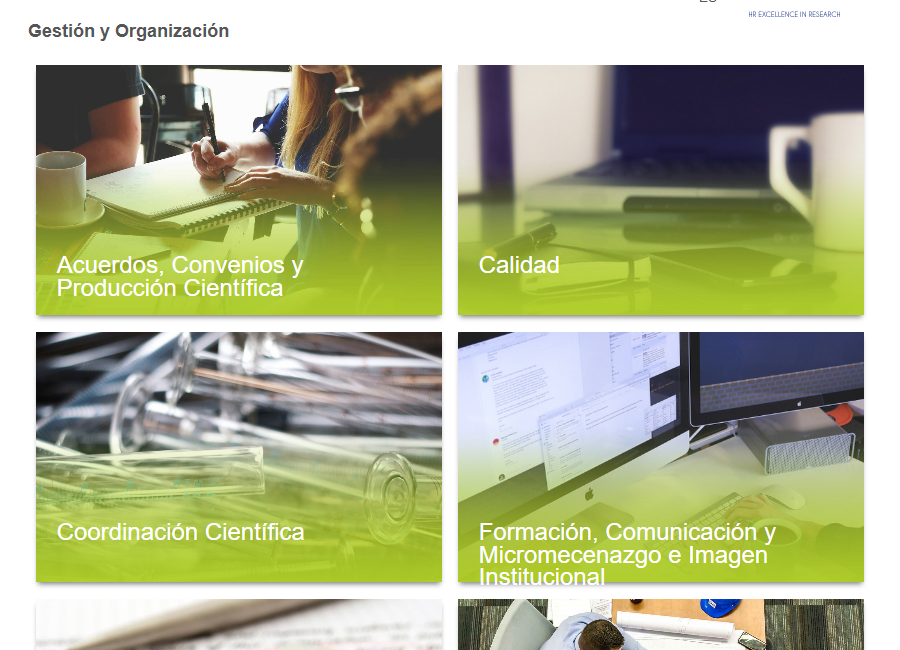 HR EXCELLENCE IN RESEARCH
Gestión y Organización
Acuerdos, Convenios y
Producción Científica
Calidad
Coordinación Científica
Formación, Comunicación y
Micromecenazgo e Imagen
Institucional